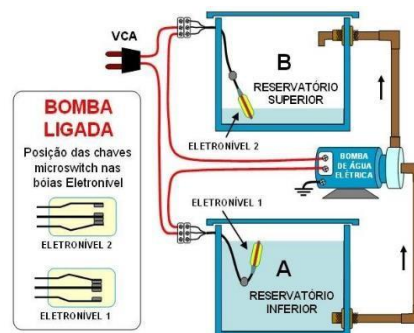 VCA
B
RESERVATÓRIO
SUPERIOR
ELETRONÍVEL 2
BOMBA
LIGADA
Posição das chaves
microswitch nas
bóias Eletronível
ELETRONÍVEL 2
ELETRONÍVEL 1
BOMBA
DE ÁGUA
ELÉTRICA
ELETRONÍVEL 1
A
RESERVATÓRIO
INFERIOR